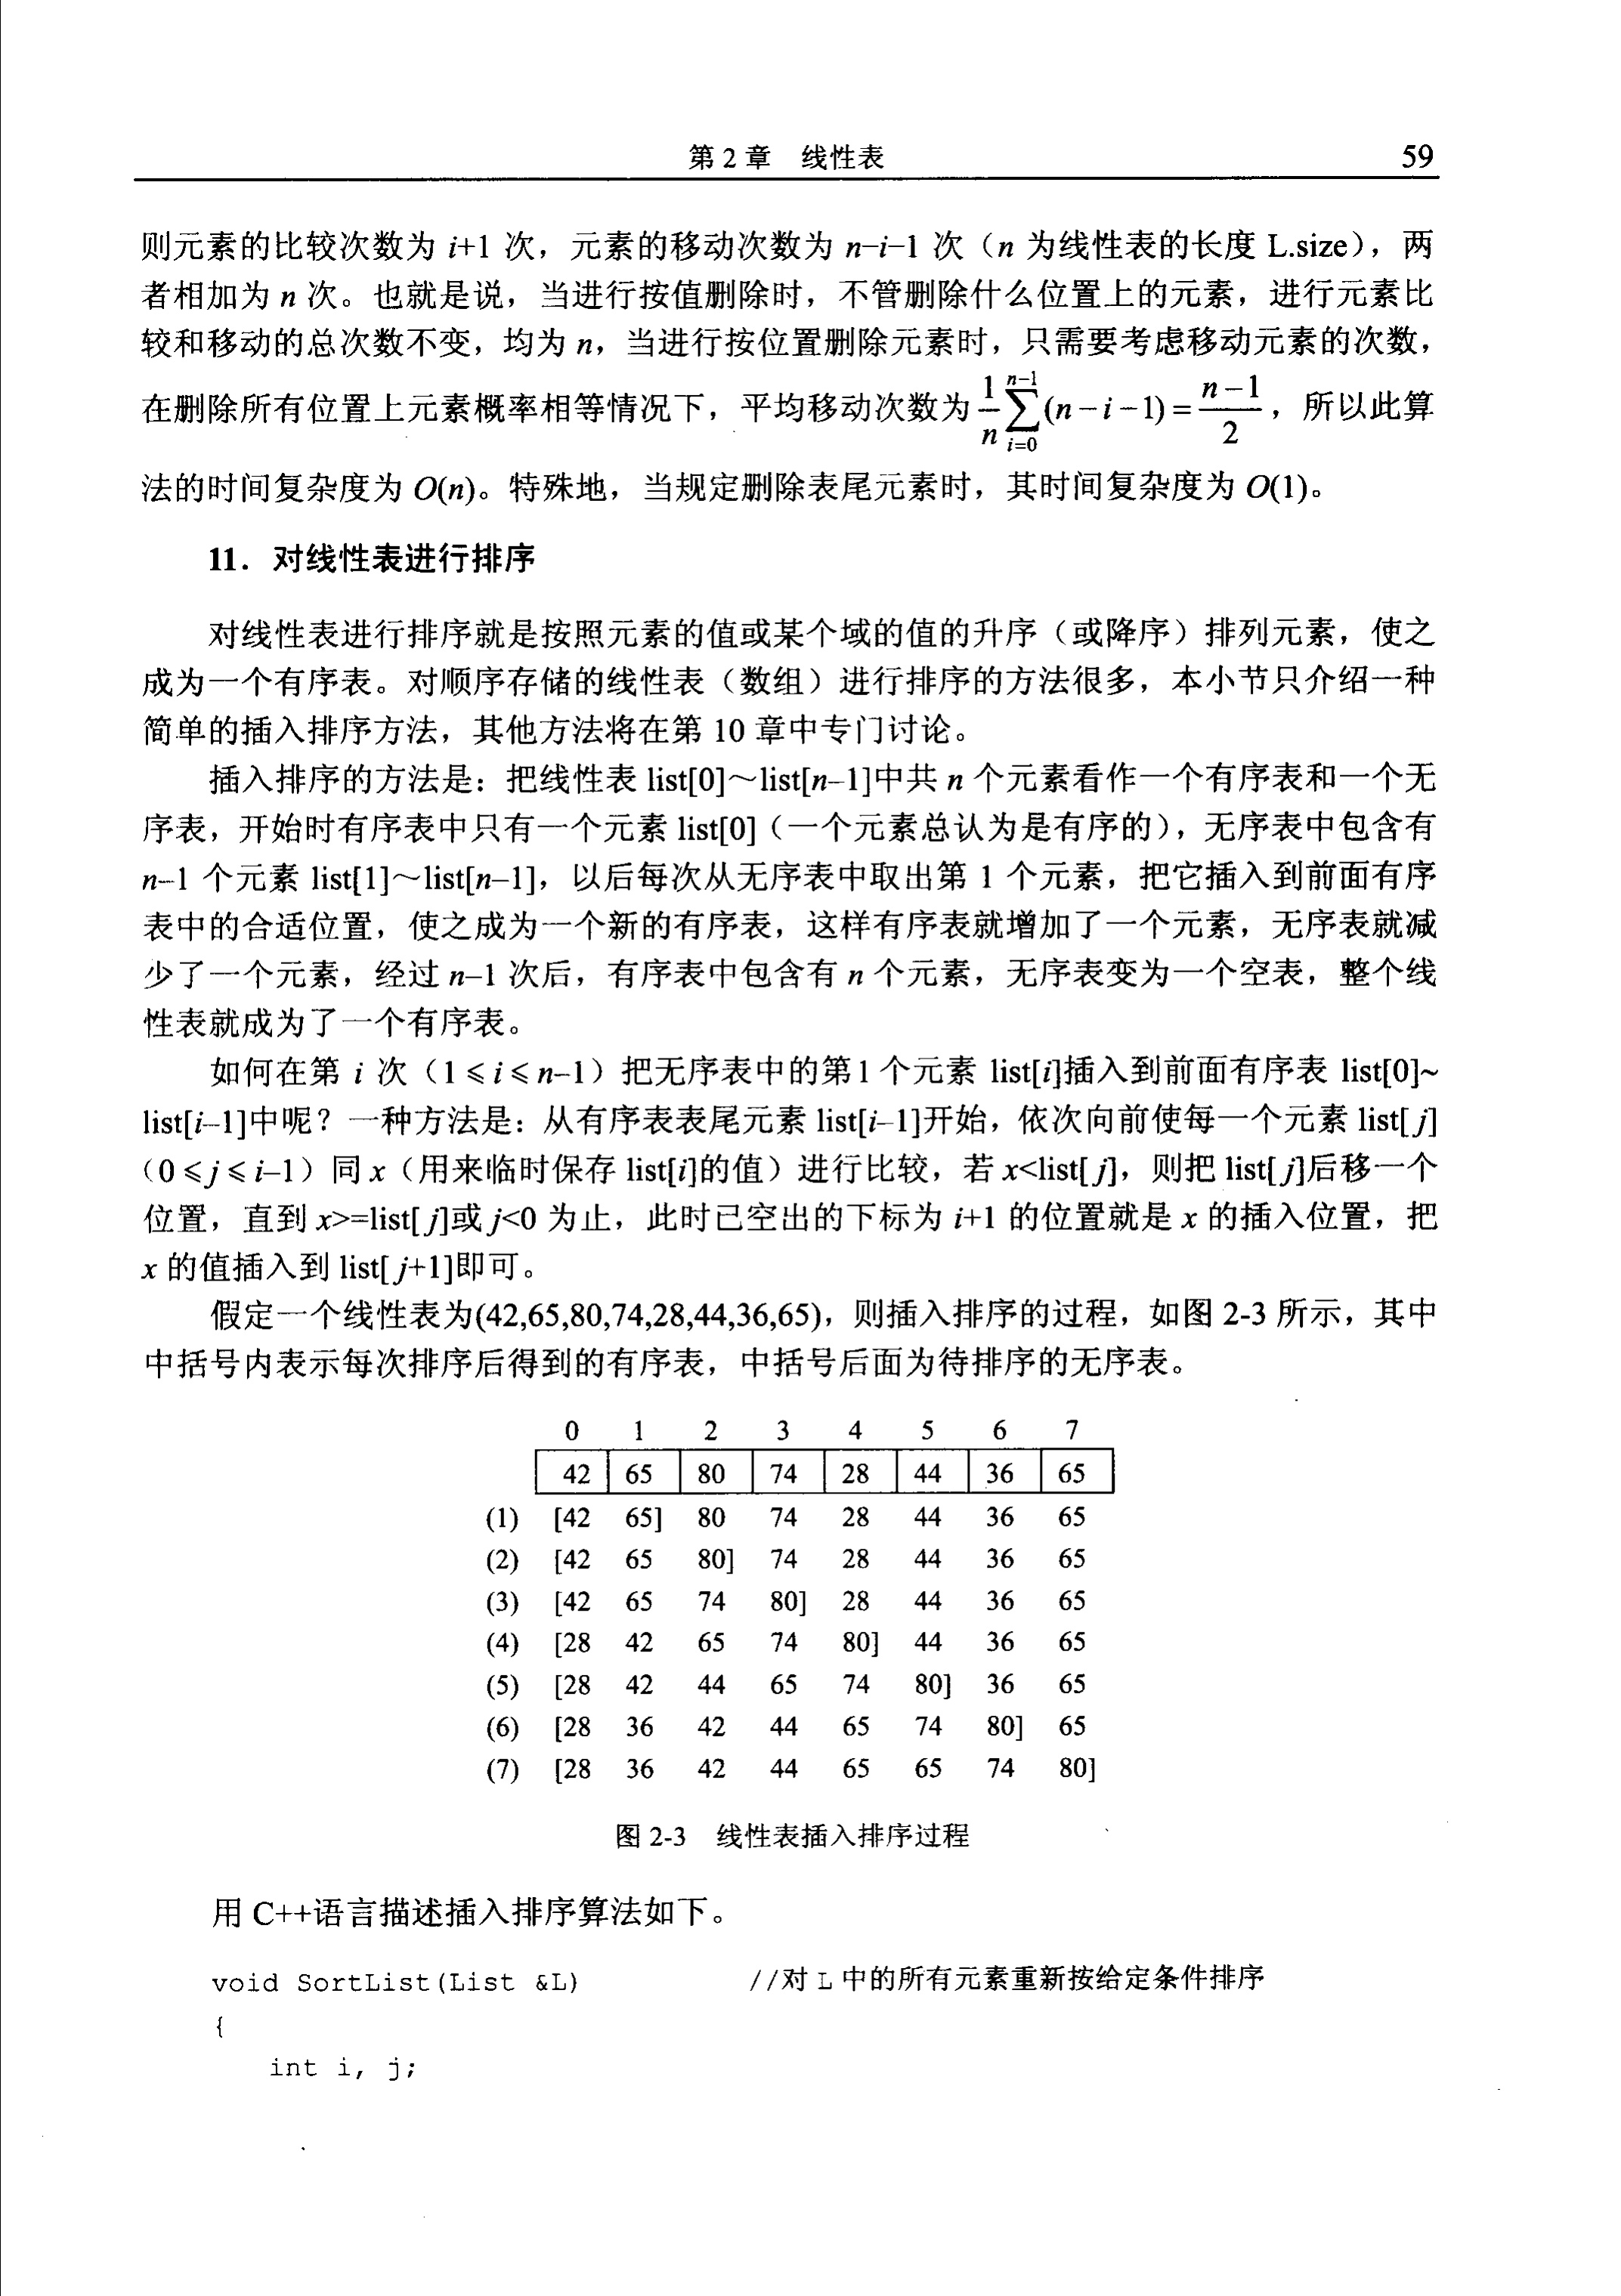 第 2 章　线性表　59
则元素的比较次数为 i+1 次，元素的移动次数为 n–i–1 次（n 为线性表的长度 L.size），两
者相加为 n 次。也就是说，当进行按值删除时，不管删除什么位置上的元素，进行元素比
较和移动的总次数不变，均为 n，当进行按位置删除元素时，只需要考虑移动元素的次数，
在删除所有位置上元素概率相等情况下，平均移动次数为 $\frac{1}{n}\sum_{i=0}^{n-1}(n-i-1)=\frac{n-1}{2}$，所以此算
法的时间复杂度为 O(n)。特殊地，当规定删除表尾元素时，其时间复杂度为 O(1)。
11．对线性表进行排序
对线性表进行排序就是按照元素的值或某个域的值的升序（或降序）排列元素，使之
成为一个有序表。对顺序存储的线性表（数组）进行排序的方法很多，本小节只介绍一种
简单的插入排序方法，其他方法将在第 10 章中专门讨论。
插入排序的方法是：把线性表 list[0]～list[n–1]中共 n 个元素看作一个有序表和一个无
序表，开始时有序表中只有一个元素 list[0]（一个元素总认为是有序的），无序表中包含有
n–1 个元素 list[1]～list[n–1]，以后每次从无序表中取出第 1 个元素，把它插入到前面有序
表中的合适位置，使之成为一个新的有序表，这样有序表就增加了一个元素，无序表就减
少了一个元素，经过 n–1 次后，有序表中包含有 n 个元素，无序表变为一个空表，整个线
性表就成为了一个有序表。
如何在第 i 次（1≤i≤n–1）把无序表中的第1 个元素 list[i]插入到前面有序表 list[0]~
list[i–1]中呢？一种方法是：从有序表表尾元素 list[i–1]开始，依次向前使每一个元素 list[j]
（0≤j≤i–1）同 x（用来临时保存 list[i]的值）进行比较，若 x<list[j]，则把 list[j]后移一个
位置，直到 x>=list[j]或 j<0 为止，此时已空出的下标为 i+1 的位置就是 x 的插入位置，把
x 的值插入到 list[j+1]即可。
假定一个线性表为(42,65,80,74,28,44,36,65)，则插入排序的过程，如图 2-3 所示，其中
中括号内表示每次排序后得到的有序表，中括号后面为待排序的无序表。
0 1 2 3 4 5 6 7
42 65 80 74 28 44 36 65
(1) [42 65] 80 74 28 44 36 65
(2) [42 65 80] 74 28 44 36 65
(3) [42 65 74 80] 28 44 36 65
(4) [28 42 65 74 80] 44 36 65
(5) [28 42 44 65 74 80] 36 65
(6) [28 36 42 44 65 74 80] 65
(7) [28 36 42 44 65 65 74 80]
图 2-3　线性表插入排序过程
用 C++语言描述插入排序算法如下。
void SortList(List &L)　//对 L 中的所有元素重新按给定条件排序
{
int i, j;